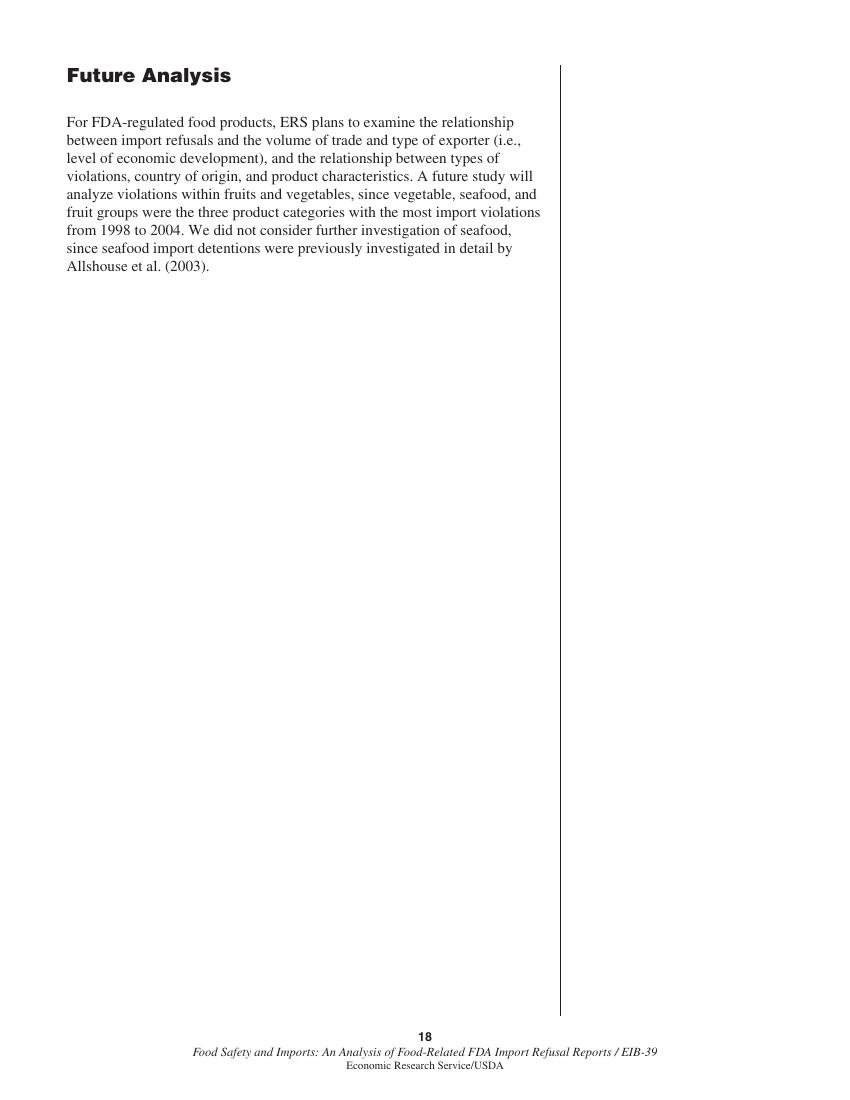 Future Analysis
For FDA-regulated food products, ERS plans to examine the relationship
between import refusals and the volume of trade and type of exporter (i.e.,
level of economic development), and the relationship between types of
violations, country of origin, and product characteristics. A future study will
analyze violations within fruits and vegetables, since vegetable, seafood, and
fruit groups were the three product categories with the most import violations
from 1998 to 2004. We did not consider further investigation of seafood,
since seafood import detentions were previously investigated in detail by
Allshouse et al. (2003).
18
Food Safety and Imports: An Analysis of Food-Related FDA Import Refusal Reports / EIB-39
Economic Research Service/USDA